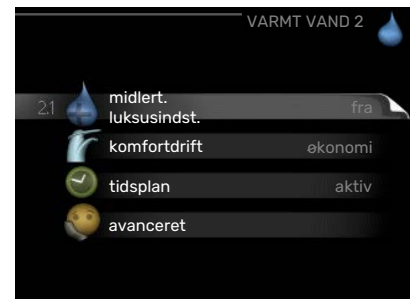 VARMT VAND 2
2.1 midlert.
luksusindst. fra
komfortdrift økonomi
tidsplan aktiv
avanceret